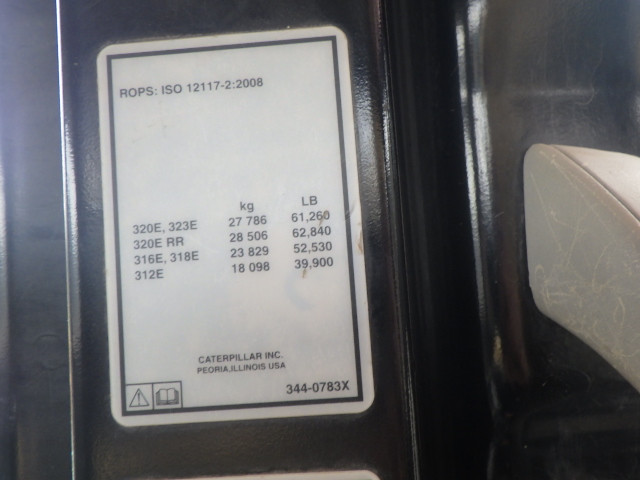 ROPS: ISO 12117-2:2008
kg LB
320E, 323E 27 786 61,260
320E RR 28 506 62,840
316E, 318E 23 829 52,530
312E 18 098 39,900
CATERPILLAR INC.
PEORIA,ILLINOIS USA
344-0783X